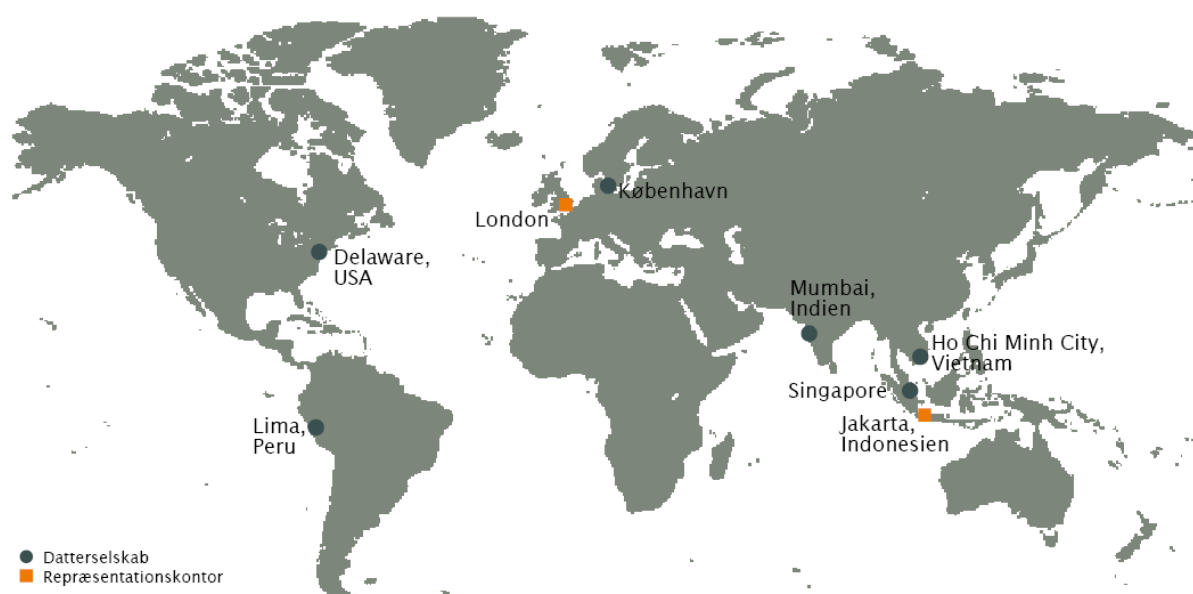 København
London
Delaware,
USA
Mumbai,
Indien
Ho Chi Minh City,
Vietnam
Singapore
Jakarta,
Indonesien
Lima,
Peru
Datterselskab
Repræsentationskontor